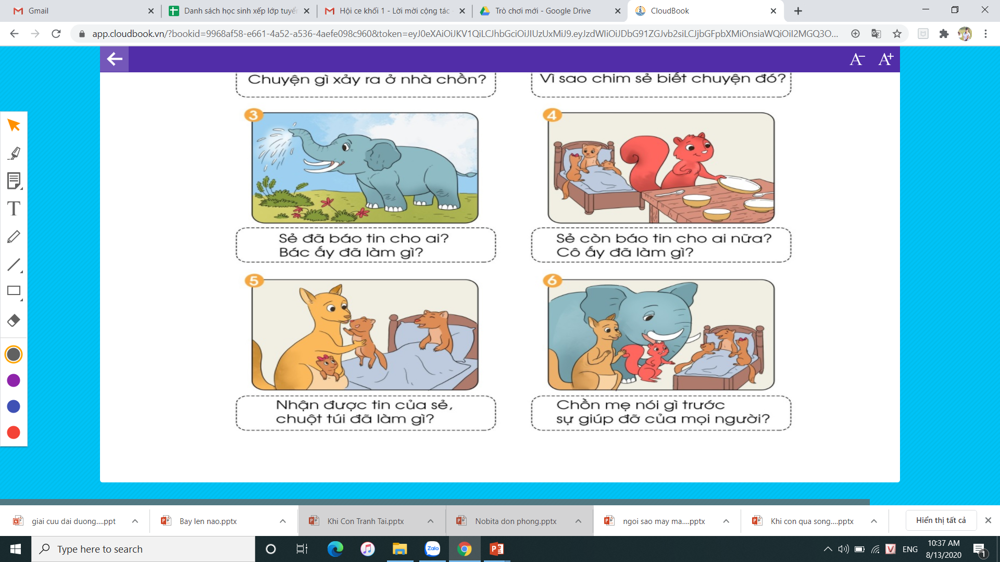 Gmail
Danh sách học sinh xếp lớp tuyển
Hội ce khối 1 - Lời mời cộng tác -
Trò chơi mới - Google Drive
CloudBook
app.cloudbook.vn/?bookid=9968af58-e661-4a52-a536-4aefe098c960&token=eyJ0eXAiOiJKV1QiLCJhbGciOiJIUzUxMiJ9.eyJzdWIiOiJDbG91ZGJvb2siLCJjbGFpbXMiOnsiaWQiOiI2MGQ3O...
A- A+
Chuyện gì xảy ra ở nhà chồn?
Vì sao chim sẻ biết chuyện đó?
3
4
Sẻ đã báo tin cho ai?
Bác ấy đã làm gì?
Sẻ còn báo tin cho ai nữa?
Cô ấy đã làm gì?
T
5
6
Nhận được tin của sẻ,
chuột túi đã làm gì?
Chồn mẹ nói gì trước
sự giúp đỡ của mọi người?
giai cuu dai duong....ppt
Bay len nao.pptx
Khi Con Tranh Tai.pptx
Nobita don phong.pptx
ngoi sao may ma....pptx
Khi con qua song....pptx
Hiển thị tất cả
Type here to search
Zalo
V
ENG
10:37 AM
8/13/2020
1